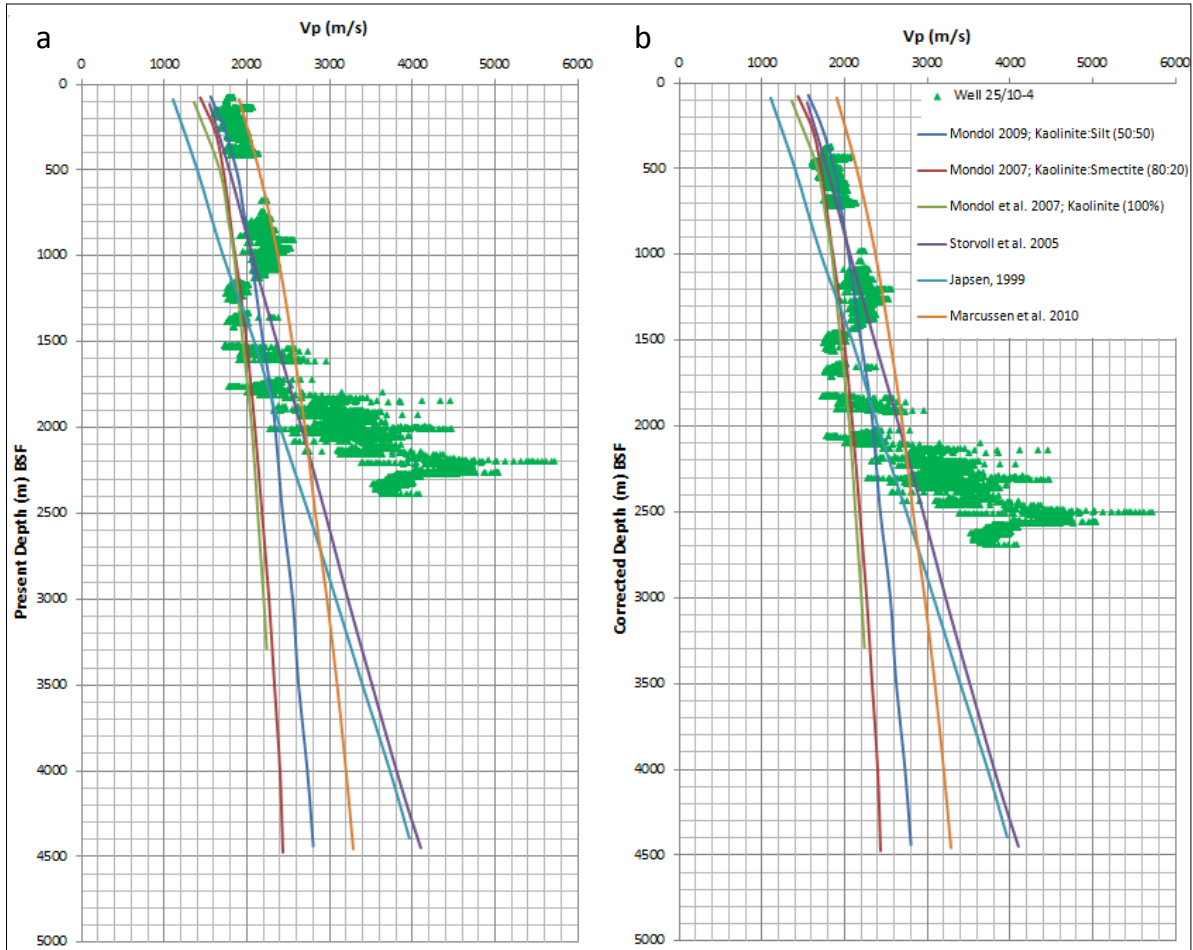 a
Vp (m/s)
0 1000 2000 3000 4000 5000 6000
0
500
1000
1500
2000
2500
3000
3500
4000
4500
5000
Present Depth (m) BSF
b
Vp (m/s)
0 1000 2000 3000 4000 5000 6000
0
500
1000
1500
2000
2500
3000
3500
4000
4500
5000
Corrected Depth (m) BSF
Well 25/10-4
Mondol 2009; Kaolinite:Silt (50:50)
Mondol 2007; Kaolinite:Smectite (80:20)
Mondol et al. 2007; Kaolinite (100%)
Storvoll et al. 2005
Japsen, 1999
Marcussen et al. 2010